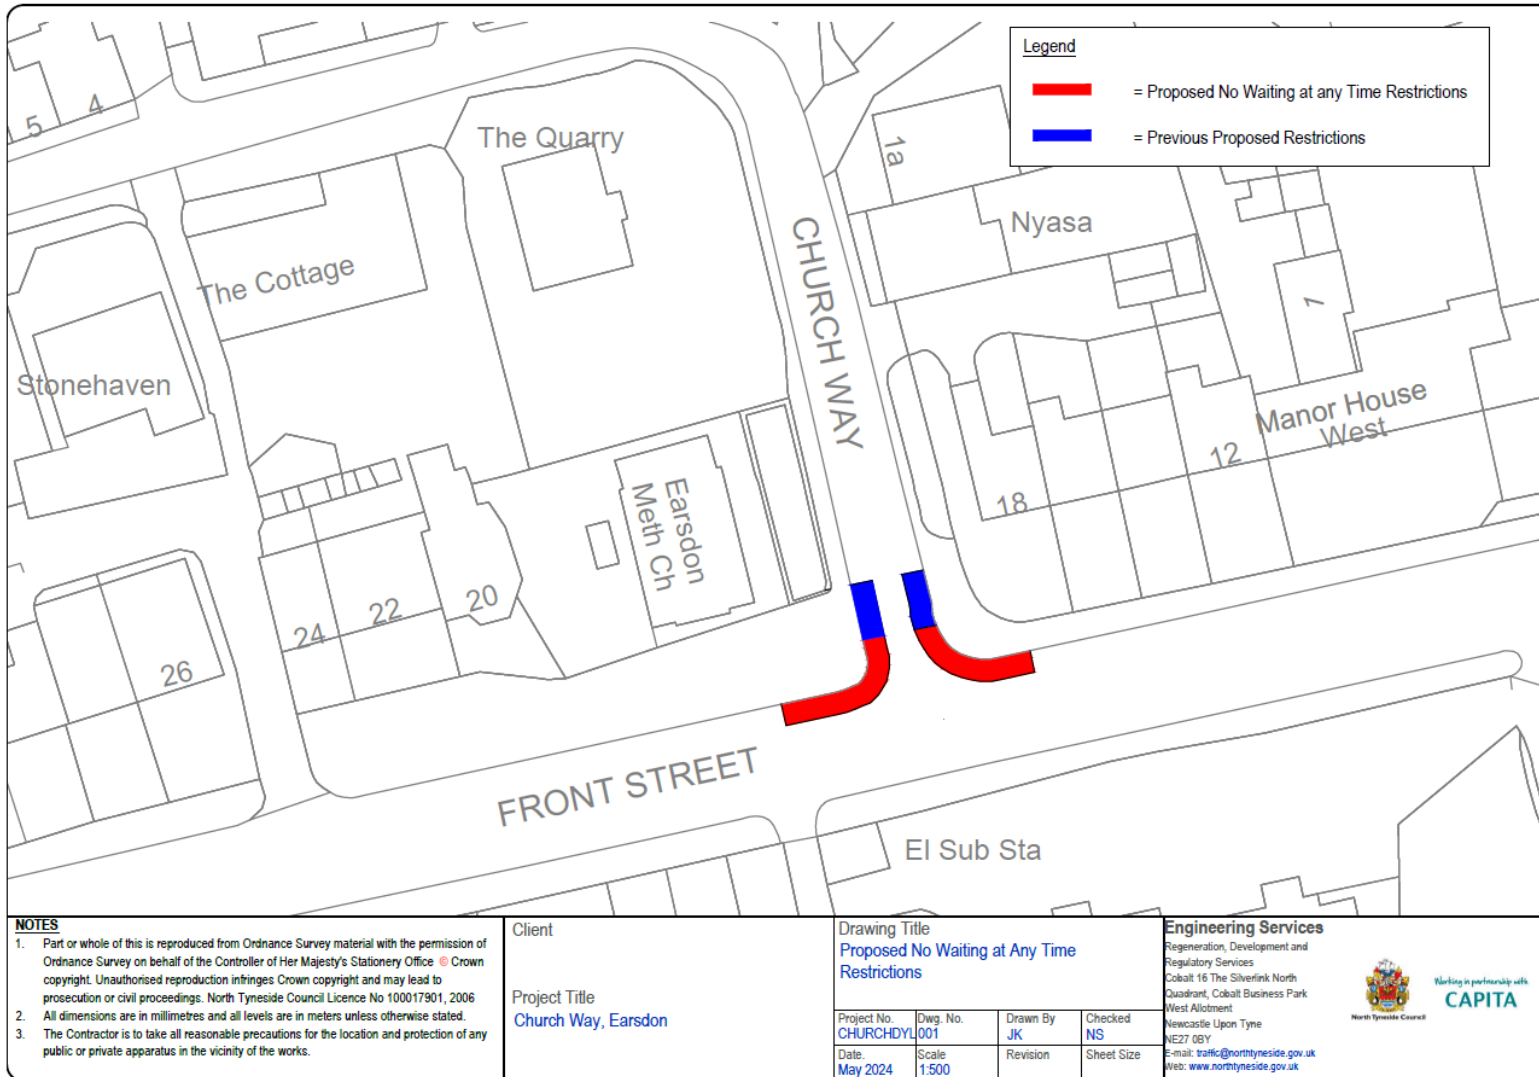 Legend
= Proposed No Waiting at any Time Restrictions
= Previous Proposed Restrictions
5
4
The Quarry
1a
Nyasa
The Cottage
CHURCH WAY
1
Stonehaven
Manor House
West
12
18
Earsdon
Meth Ch
20
22
24
26
FRONT STREET
El Sub Sta
NOTES
1. Part or whole of this is reproduced from Ordnance Survey material with the permission of
Ordnance Survey on behalf of the Controller of Her Majesty's Stationery Office © Crown
copyright. Unauthorised reproduction infringes Crown copyright and may lead to
prosecution or civil proceedings. North Tyneside Council Licence No 100017901, 2006
2. All dimensions are in millimetres and all levels are in meters unless otherwise stated.
3. The Contractor is to take all reasonable precautions for the location and protection of any
public or private apparatus in the vicinity of the works.
Client
Project Title
Church Way, Earsdon
Drawing Title
Proposed No Waiting at Any Time
Restrictions
Project No.
CHURCHDYL
Dwg. No.
001
Drawn By
JK
Checked
NS
Date.
May 2024
Scale
1:500
Revision
Sheet Size
Engineering Services
Regeneration, Development and
Regulatory Services
Cobalt 16 The Silverlink North
Quadrant, Cobalt Business Park
West Allotment
Newcastle Upon Tyne
NE27 0BY
E-mail: traffic@northtyneside.gov.uk
Web: www.northtyneside.gov.uk
North Tyneside Council
Working in partnership with
CAPITA